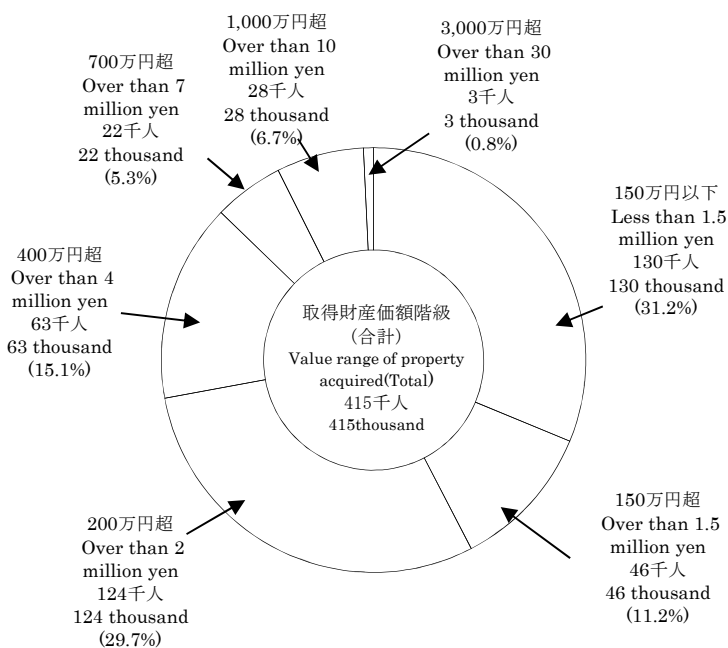 1,000万円超
Over than 10
million yen
28千人
28 thousand
(6.7%)
3,000万円超
Over than 30
million yen
3千人
3 thousand
(0.8%)
700万円超
Over than 7
million yen
22千人
22 thousand
(5.3%)
150万円以下
Less than 1.5
million yen
130千人
130 thousand
(31.2%)
400万円超
Over than 4
million yen
63千人
63 thousand
(15.1%)
取得財産価額階級
(合計)
Value range of property
acquired(Total)
415千人
415thousand
200万円超
Over than 2
million yen
124千人
124 thousand
(29.7%)
150万円超
Over than 1.5
million yen
46千人
46 thousand
(11.2%)